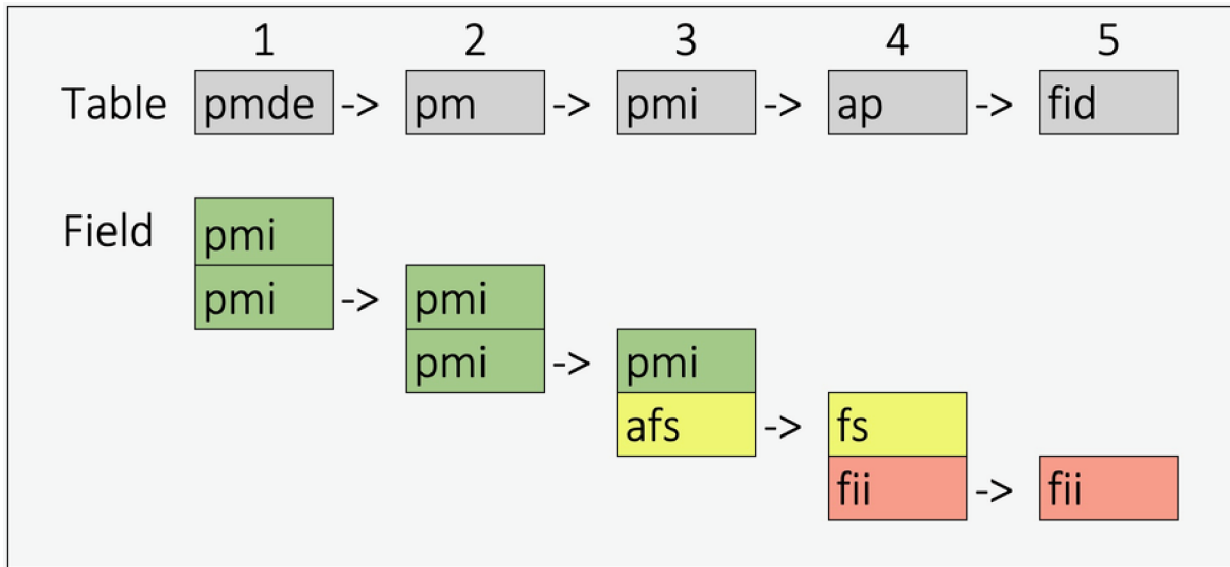 1 2 3 4 5
Table pmde -> pm -> pmi -> ap -> fid
Field pmi
pmi -> pmi
pmi -> pmi
afs -> fs
fii -> fii